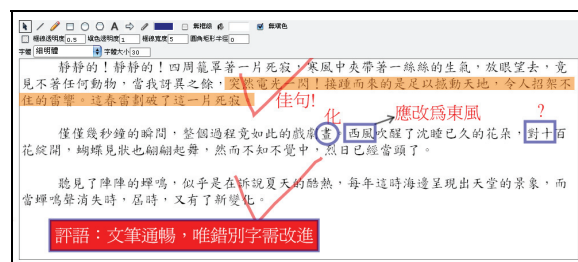 無框線 無填色
框線透明度 0.5 填色透明度 1 框線寬度 5 圓角矩形半徑 0
字體 細明體 字體大小 30
靜靜的！靜靜的！四周籠罩著一片死寂，寒風中夾帶著一絲絲的生氣，放眼望去，竟
見不著任何動物，當我訝異之餘，突然電光一閃！接踵而來的是足以撼動天地，令人招架不
住的雷響。這春雷劃破了這一片死寂
佳句!
化 應改為東風 ?
僅僅幾秒鐘的瞬間，整個過程竟如此的戲劇畫，西風吹醒了沈睡已久的花朵，對十百
花綻開，蝴蝶見狀也翩翩起舞，然而不知不覺中，烈日已經當頭了。
聽見了陣陣的蟬鳴，似乎是在訴說夏天的酷熱，每年這時海邊呈現出天堂的景象，而
當蟬鳴聲消失時，居時，又有了新變化。
評語：文筆通暢，唯錯別字需改進